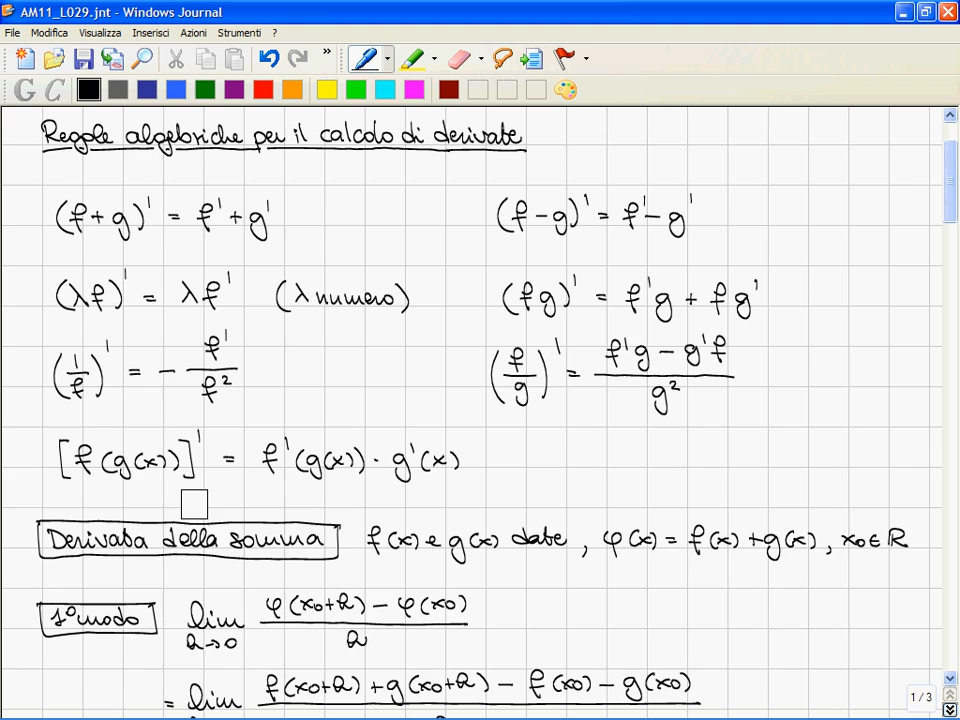 AM11_L029.jnt - Windows Journal
File Modifica Visualizza Inserisci Azioni Strumenti ?
G C
Regole algebriche per il calcolo di derivate
(f+g)' = f'+g' (f-g)' = f'-g'
(λf)' = λf' (λ numero) (fg)' = f'g + fg'
(1/f)' = - f'/f² (f/g)' = (f'g - g'f)/g²
[f(g(x))]' = f'(g(x)) · g'(x)
Derivata della somma f(x) e g(x) date, φ(x) = f(x)+g(x), x₀∈R
1° modo lim h→0 (φ(x₀+h) - φ(x₀))/h
= lim f(x₀+h)+g(x₀+h) - f(x₀) - g(x₀)
1 / 3